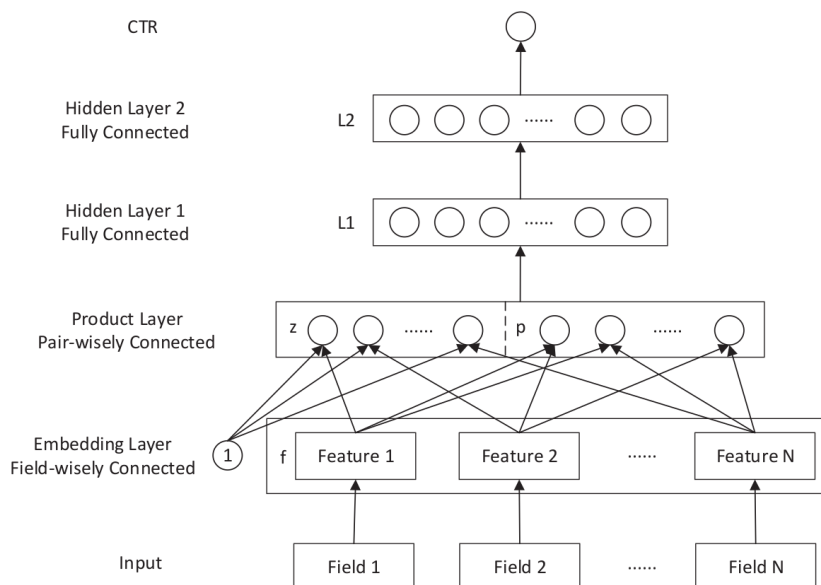 CTR
Hidden Layer 2
Fully Connected
L2
······
Hidden Layer 1
Fully Connected
L1
······
Product Layer
Pair-wisely Connected
z
······
p
······
Embedding Layer
Field-wisely Connected
1
f
Feature 1
Feature 2
······
Feature N
Input
Field 1
Field 2
······
Field N